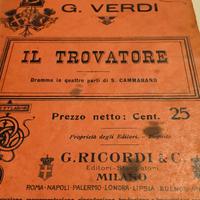 G. VERDI
IL TROVATORE
Dramma in quattro parti di S. CAMMARANO
Prezzo netto: Cent. 25
Proprietà degli Editori.
G. RICORDI & C.
Editori-Stampatori
MILANO
ROMA-NAPOLI-PALERMO-LONDRA-LIPSIA-BUENOS